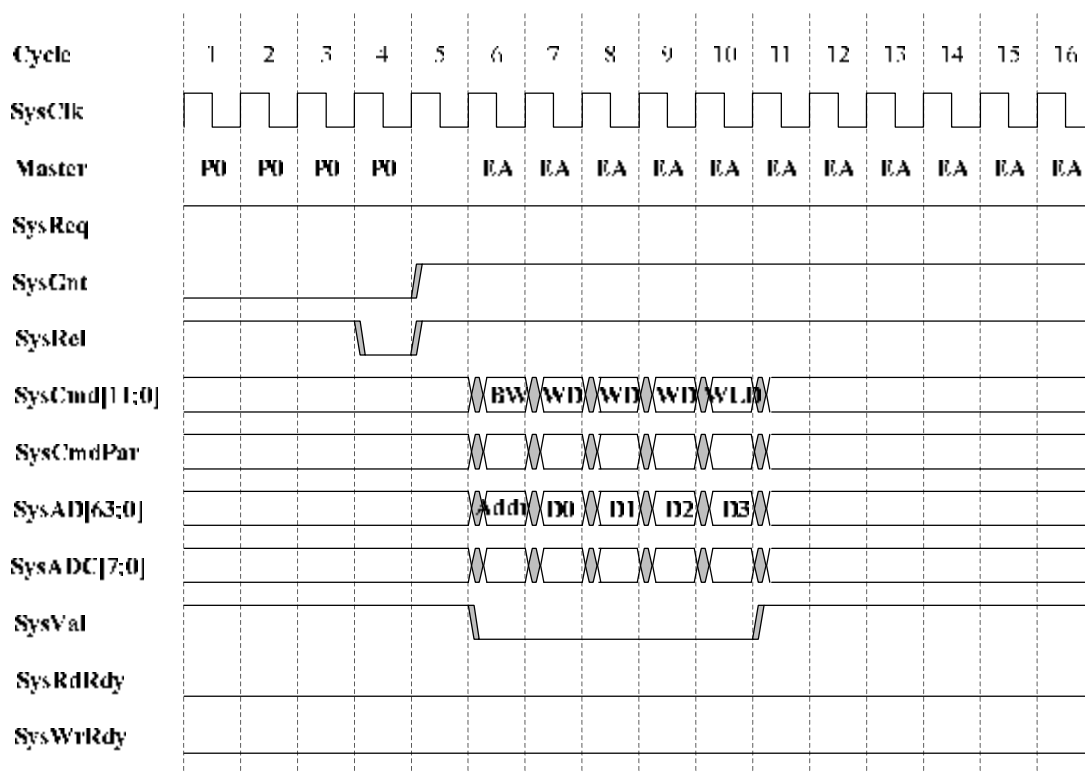 Cycle 1 2 3 4 5 6 7 8 9 10 11 12 13 14 15 16
SysClk
Master P0 P0 P0 P0 EA EA EA EA EA EA EA EA EA EA EA
SysReq
SysGnt
SysRel
SysCmd[11:0] BW WD WD WD WLD
SysCmdPar
SysAD[63:0] Addr D0 D1 D2 D3
SysADC[7:0]
SysVal
SysRdRdy
SysWrRdy